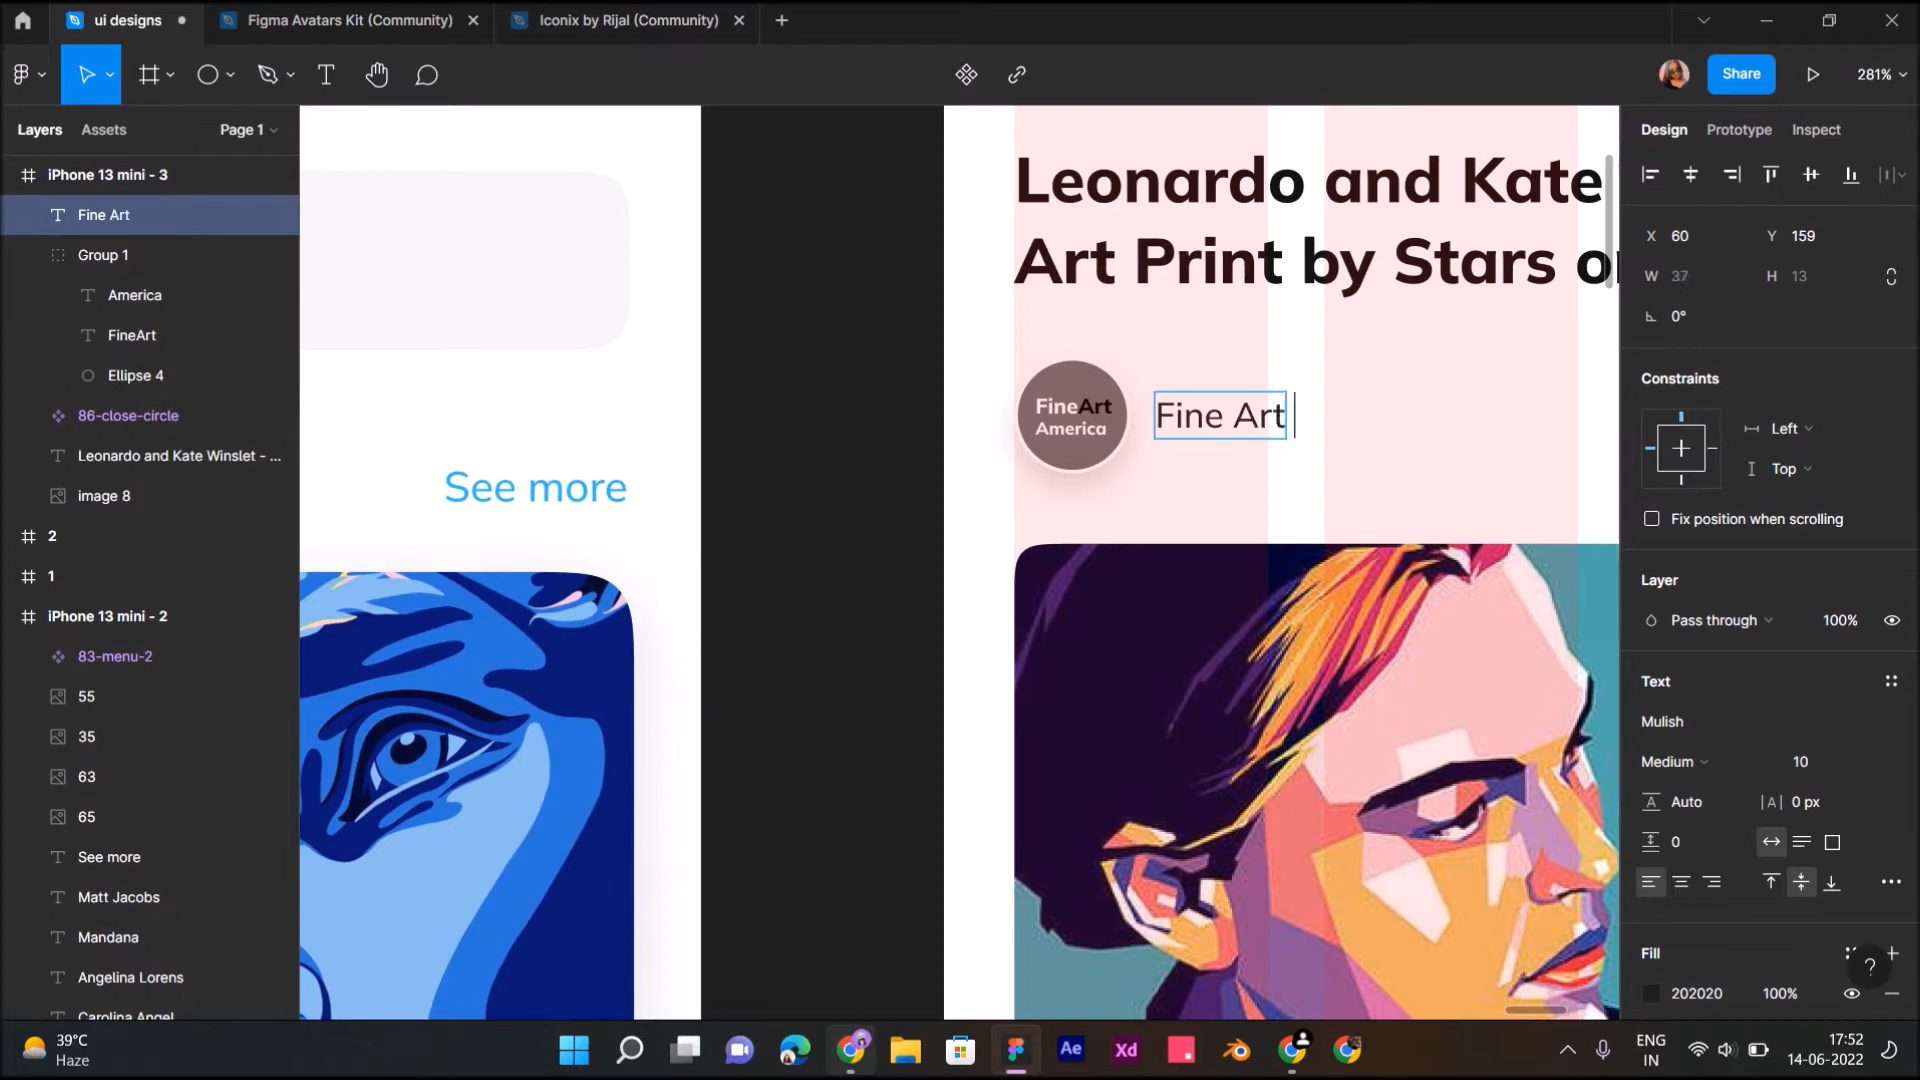 ui designs
Figma Avatars Kit (Community)
Iconix by Rijal (Community)
Share
281%
Layers
Assets
Page 1
iPhone 13 mini - 3
Fine Art
Group 1
America
FineArt
Ellipse 4
86-close-circle
Leonardo and Kate Winslet - ...
image 8
2
1
iPhone 13 mini - 2
83-menu-2
55
35
63
65
See more
Matt Jacobs
Mandana
Angelina Lorens
Carolina Angel
See more
Leonardo and Kate
Art Print by Stars on
FineArt
America
Fine Art
Design
Prototype
Inspect
X 60
Y 159
W 37
H 13
0°
Constraints
Left
Top
Fix position when scrolling
Layer
Pass through
100%
Text
Mulish
Medium
10
A Auto
|A| 0 px
0
Fill
?
202020
100%
39°C
Haze
Ae
Xd
ENG
IN
17:52
14-06-2022